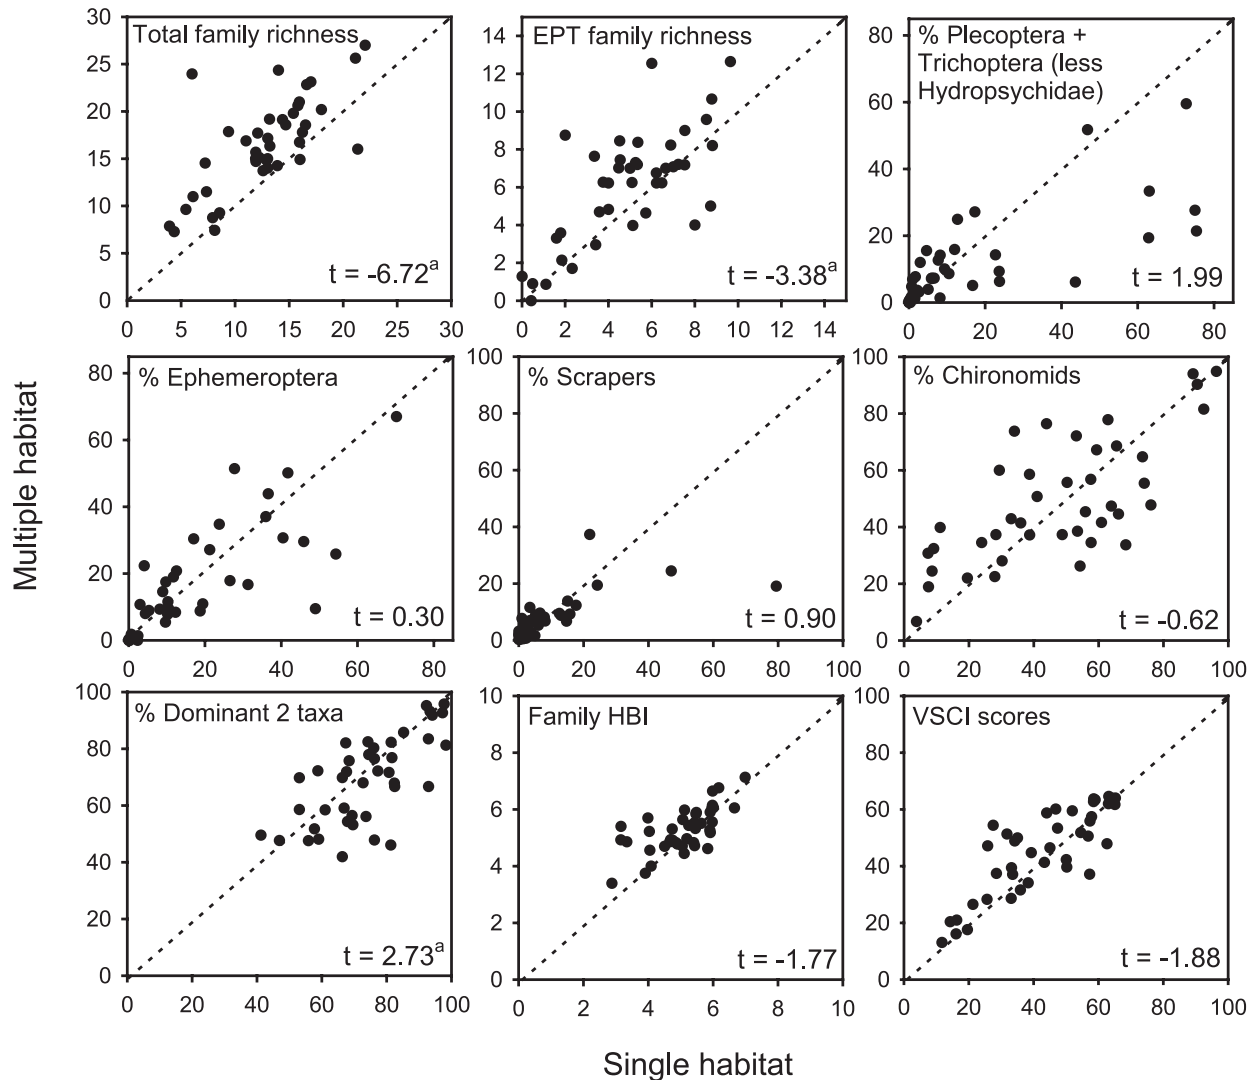 Multiple habitat
Total family richness
30
25
20
15
10
5
0
0 5 10 15 20 25 30
t = -6.72a
EPT family richness
14
12
10
8
6
4
2
0
0 2 4 6 8 10 12 14
t = -3.38a
% Plecoptera +
Trichoptera (less
Hydropsychidae)
80
60
40
20
0
0 20 40 60 80
t = 1.99
% Ephemeroptera
80
60
40
20
0
0 20 40 60 80
t = 0.30
% Scrapers
100
80
60
40
20
0
0 20 40 60 80 100
t = 0.90
% Chironomids
100
80
60
40
20
0
0 20 40 60 80 100
t = -0.62
% Dominant 2 taxa
100
80
60
40
20
0
0 20 40 60 80 100
t = 2.73a
Family HBI
10
8
6
4
2
0
0 2 4 6 8 10
t = -1.77
VSCI scores
100
80
60
40
20
0
0 20 40 60 80 100
t = -1.88
Single habitat